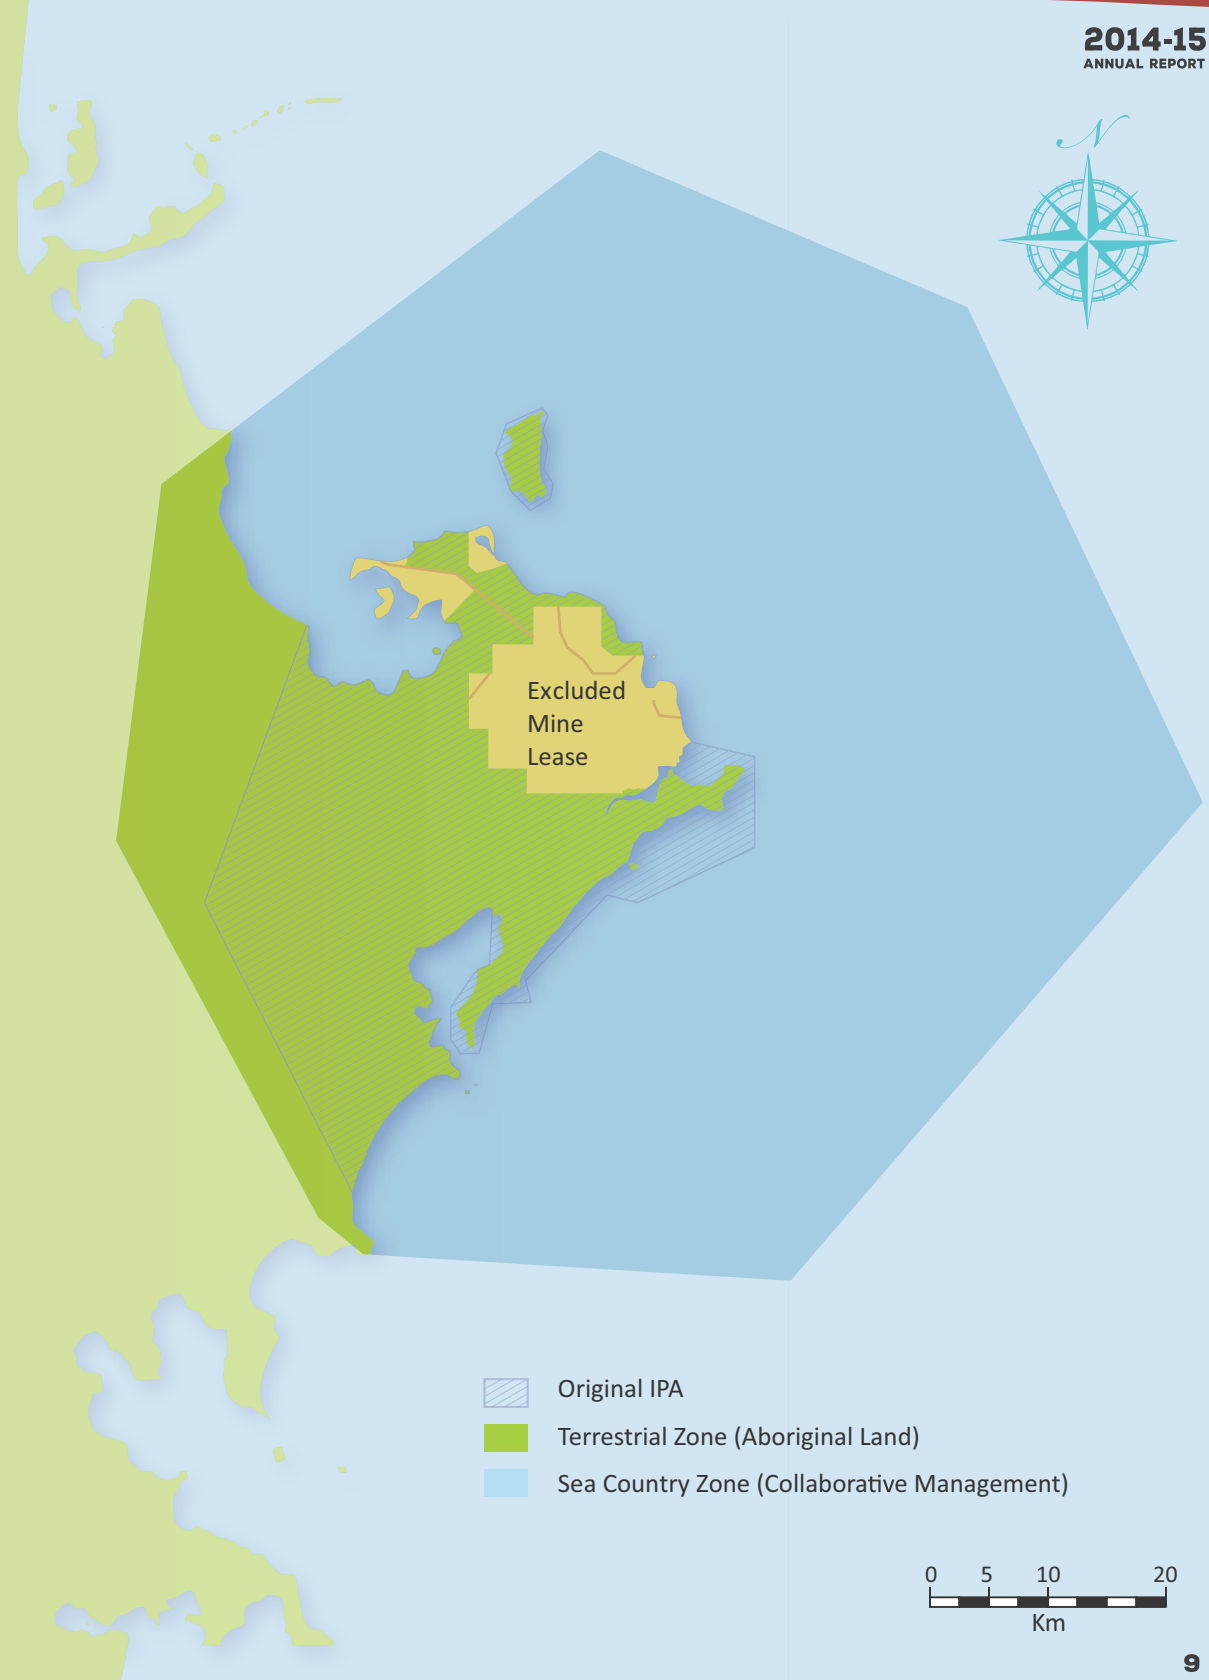 2014-15
ANNUAL REPORT
N
Excluded
Mine
Lease
Original IPA
Terrestrial Zone (Aboriginal Land)
Sea Country Zone (Collaborative Management)
0 5 10 20
Km
9